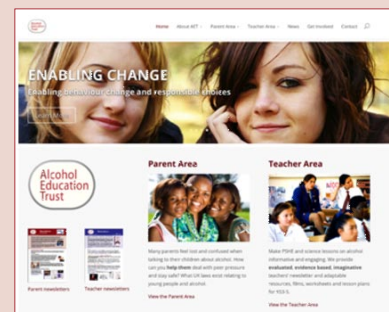 Alcohol
Education
Trust
Home
About AET
Parent Area
Teacher Area
News
Get Involved
Contact
ENABLING CHANGE
Enabling behaviour change and responsible choices
Learn More
Alcohol
Education
Trust
Parent newsletters
Teacher newsletters
Parent Area
Many parents feel lost and confused when
talking to their children about alcohol. How
can you help them deal with peer pressure
and stay safe? What UK laws exist relating to
young people and alcohol.
View the Parent Area
Teacher Area
Make PSHE and science lessons on alcohol
informative and engaging. We provide
evaluated, evidence based, imaginative
teachers' newsletter and adaptable
resources, films, worksheets and lesson plans
for KS3-5.
View the Teacher Area